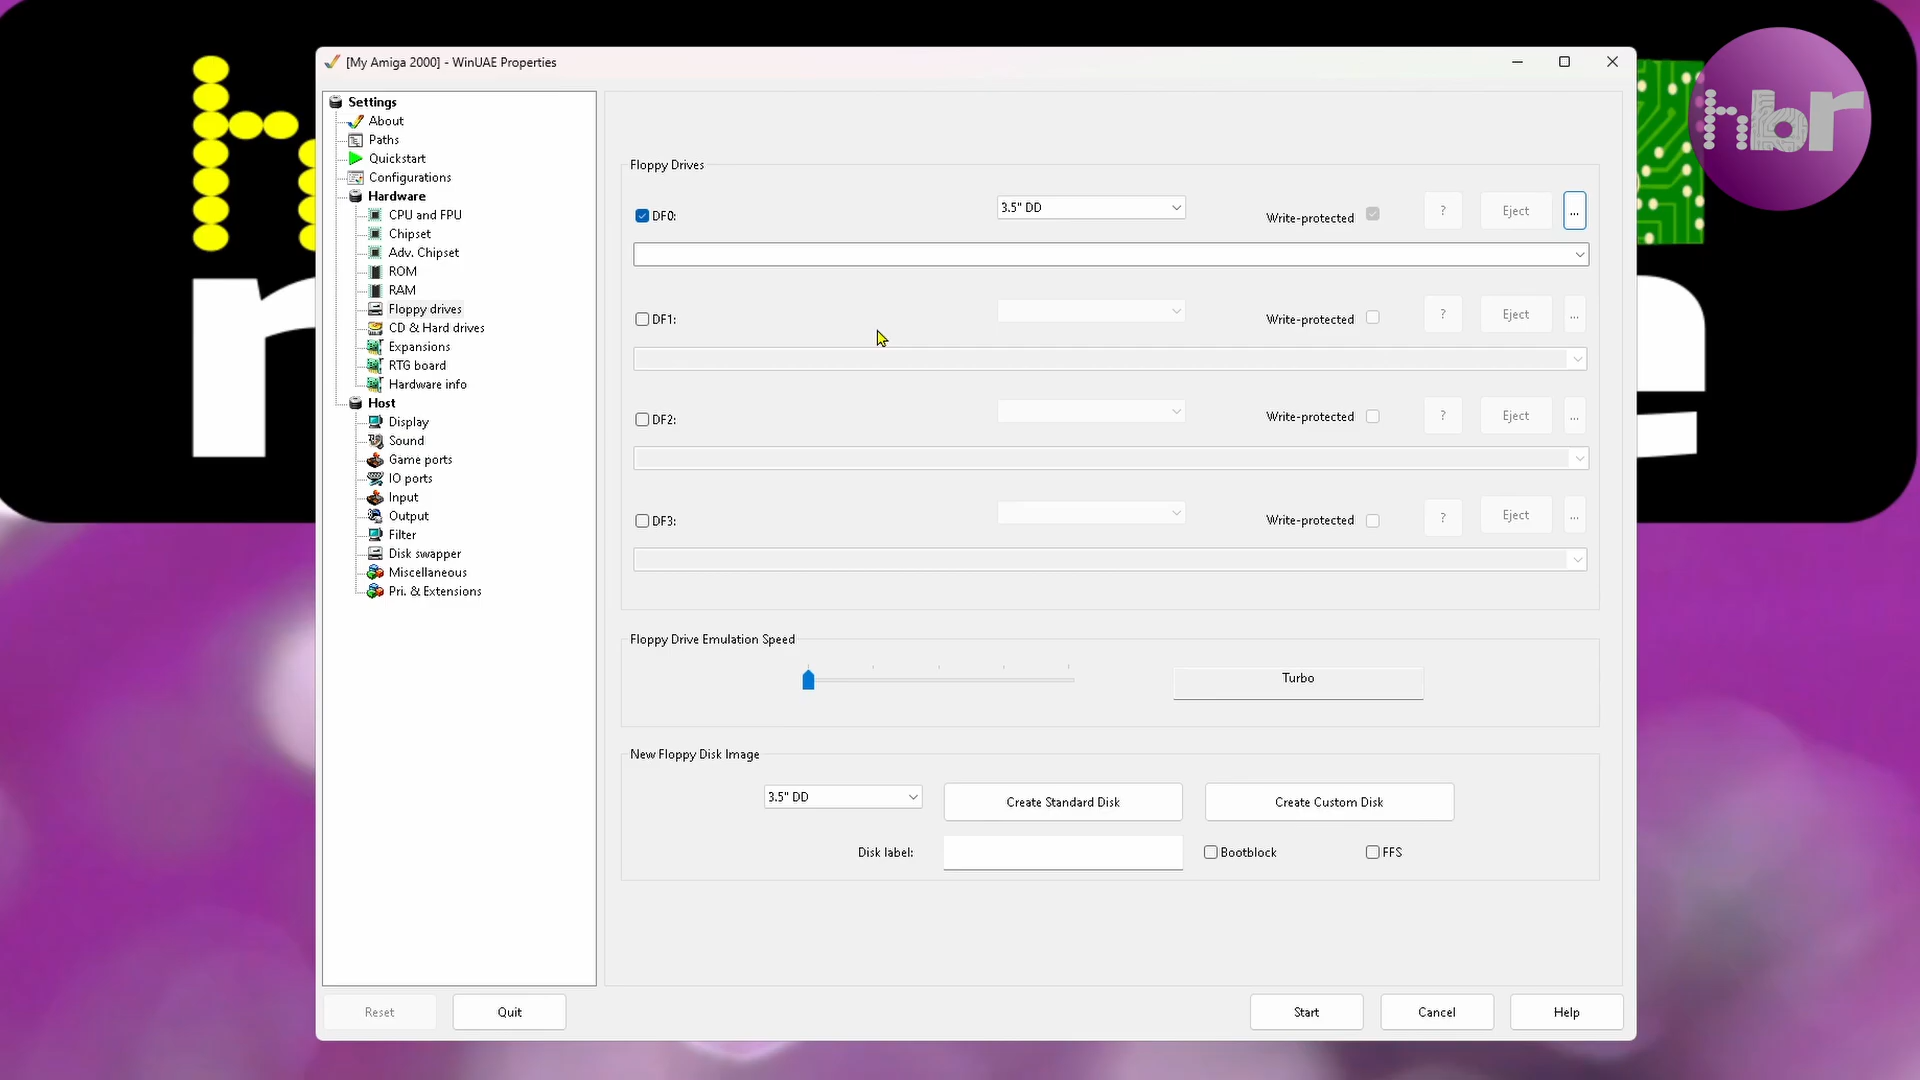 [My Amiga 2000] - WinUAE Properties
hbr
Settings
About
Paths
Quickstart
Configurations
Hardware
CPU and FPU
Chipset
Adv. Chipset
ROM
RAM
Floppy drives
CD & Hard drives
Expansions
RTG board
Hardware info
Host
Display
Sound
Game ports
IO ports
Input
Output
Filter
Disk swapper
Miscellaneous
Pri. & Extensions
Floppy Drives
DF0: 3.5" DD Write-protected ? Eject ...
DF1: Write-protected ? Eject ...
DF2: Write-protected ? Eject ...
DF3: Write-protected ? Eject ...
Floppy Drive Emulation Speed
Turbo
New Floppy Disk Image
3.5" DD Create Standard Disk Create Custom Disk
Disk label: Bootblock FFS
Reset Quit Start Cancel Help